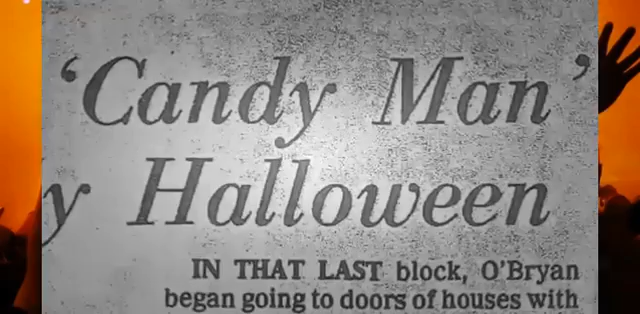 ‘Candy Man’
y Halloween
IN THAT LAST block, O’Bryan
began going to doors of houses with